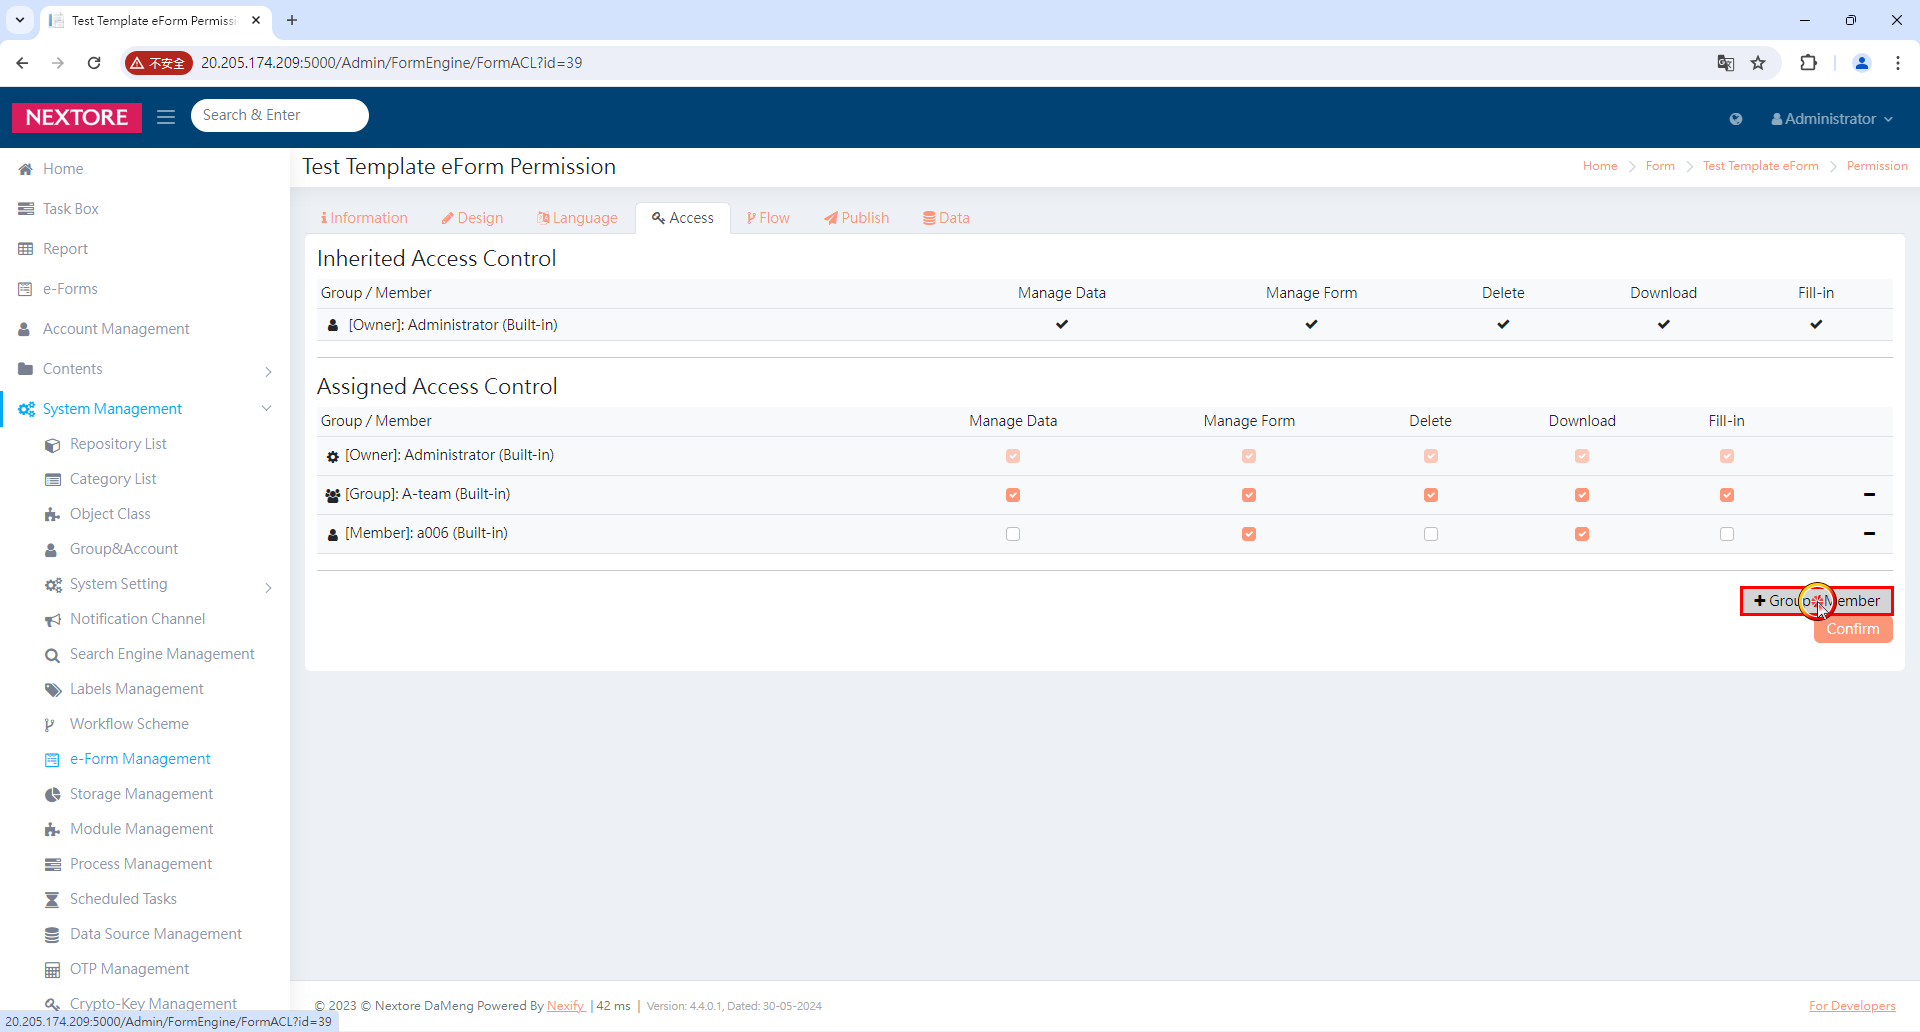 Test Template eForm Permissi
不安全
20.205.174.209:5000/Admin/FormEngine/FormACL?id=39
NEXTORE
Search & Enter
Administrator
Home
Task Box
Report
e-Forms
Account Management
Contents
System Management
Repository List
Category List
Object Class
Group&Account
System Setting
Notification Channel
Search Engine Management
Labels Management
Workflow Scheme
e-Form Management
Storage Management
Module Management
Process Management
Scheduled Tasks
Data Source Management
OTP Management
Crypto-Key Management
20.205.174.209:5000/Admin/FormEngine/FormACL?id=39
Test Template eForm Permission
Home > Form > Test Template eForm > Permission
Information Design Language Access Flow Publish Data
Inherited Access Control
Group / Member Manage Data Manage Form Delete Download Fill-in
[Owner]: Administrator (Built-in)
Assigned Access Control
Group / Member Manage Data Manage Form Delete Download Fill-in
[Owner]: Administrator (Built-in)
[Group]: A-team (Built-in)
[Member]: a006 (Built-in)
Group Member
Confirm
© 2023 © Nextore DaMeng Powered By Nexify | 42 ms | Version: 4.4.0.1, Dated: 30-05-2024
For Developers